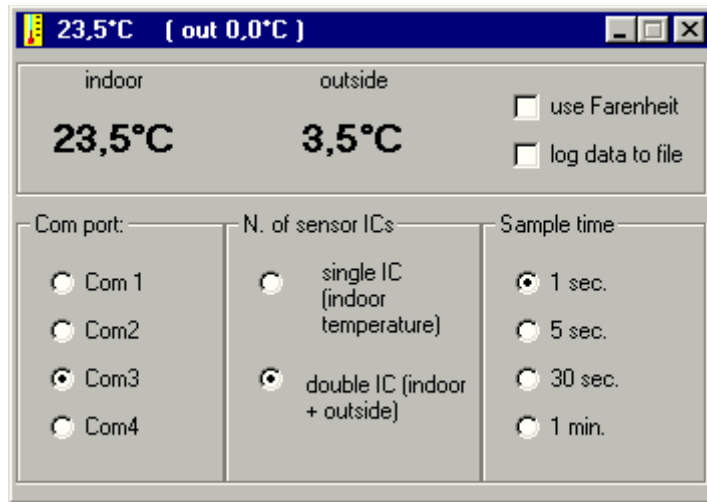 23,5°C ( out 0,0°C )
indoor
outside
23,5°C
3,5°C
use Farenheit
log data to file
Com port:
Com 1
Com2
Com3
Com4
N. of sensor ICs
single IC
(indoor
temperature)
double IC (indoor
+ outside)
Sample time
1 sec.
5 sec.
30 sec.
1 min.